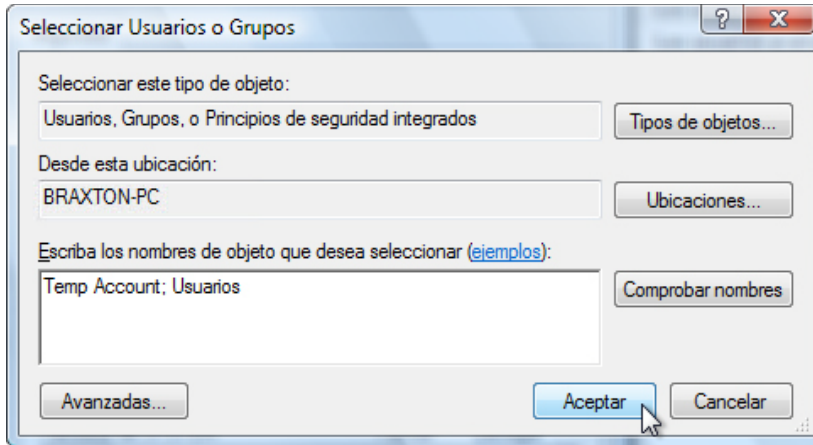 Seleccionar Usuarios o Grupos
Seleccionar este tipo de objeto:
Usuarios, Grupos, o Principios de seguridad integrados
Tipos de objetos...
Desde esta ubicación:
BRAXTON-PC
Ubicaciones...
Escriba los nombres de objeto que desea seleccionar (ejemplos):
Temp Account; Usuarios
Comprobar nombres
Avanzadas...
Aceptar
Cancelar